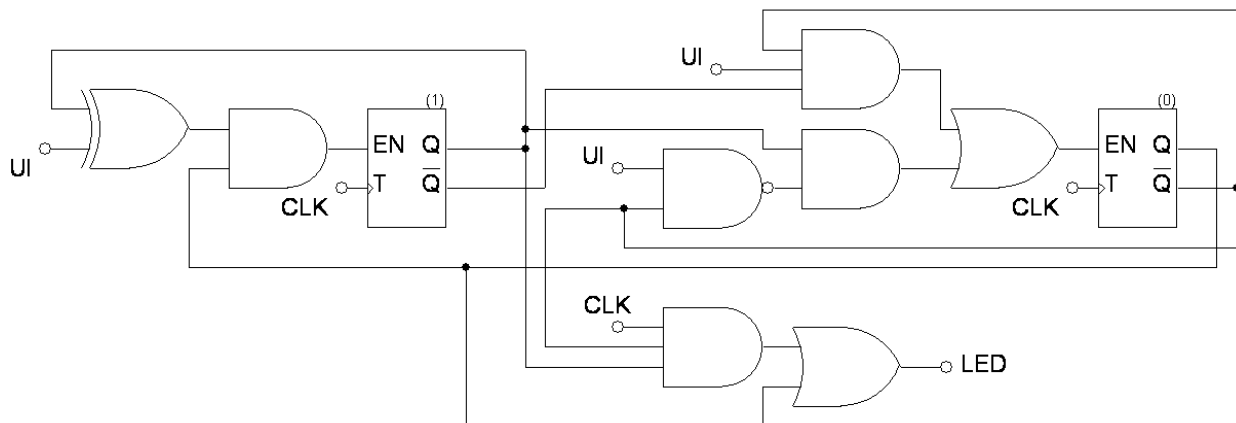 UI
(1)
EN Q
T Q
CLK
UI
UI
(0)
EN Q
T Q
CLK
CLK
LED